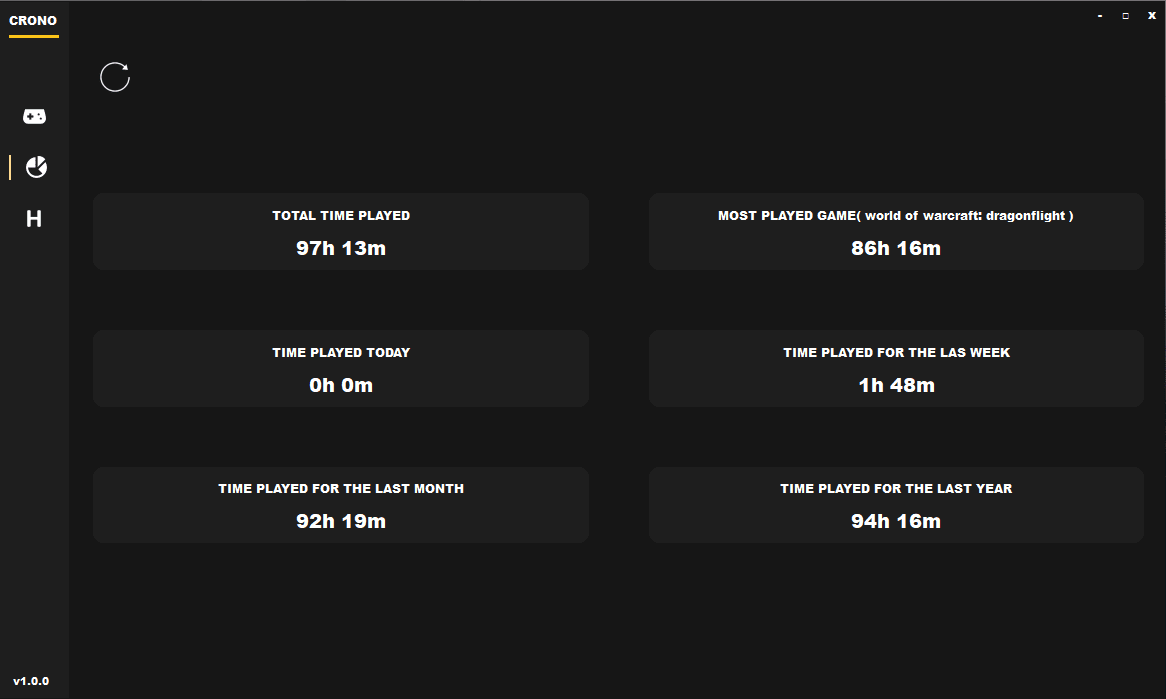 CRONO
- □ X
H
TOTAL TIME PLAYED
97h 13m
MOST PLAYED GAME( world of warcraft: dragonflight )
86h 16m
TIME PLAYED TODAY
0h 0m
TIME PLAYED FOR THE LAS WEEK
1h 48m
TIME PLAYED FOR THE LAST MONTH
92h 19m
TIME PLAYED FOR THE LAST YEAR
94h 16m
v1.0.0